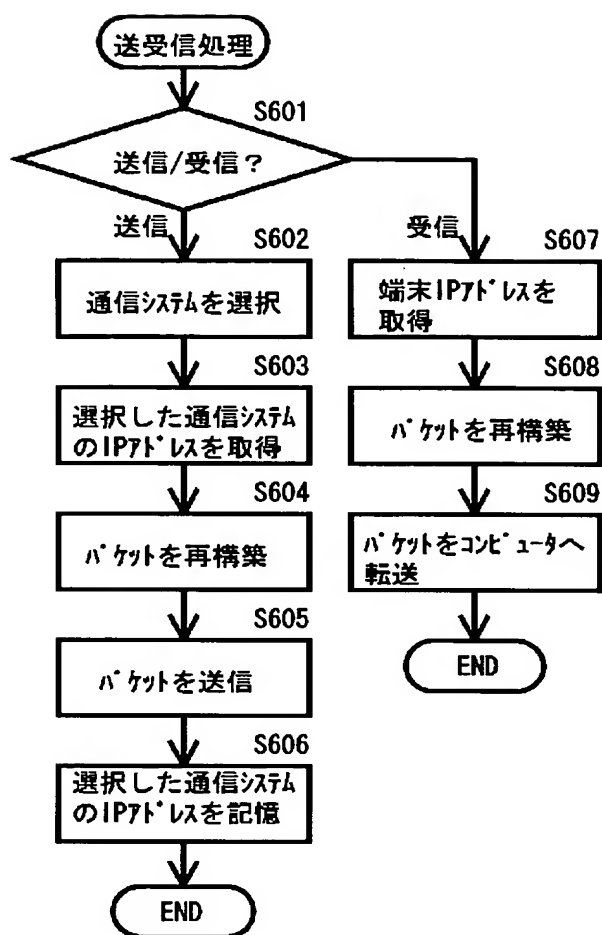 送受信処理
S601
送信/受信?
送信
S602
通信ｼｽﾃﾑを選択
S603
選択した通信ｼｽﾃﾑ
のIPｱﾄﾞﾚｽを取得
S604
ﾊﾟｹｯﾄを再構築
S605
ﾊﾟｹｯﾄを送信
S606
選択した通信ｼｽﾃﾑ
のIPｱﾄﾞﾚｽを記憶
END
受信
S607
端末IPｱﾄﾞﾚｽを
取得
S608
ﾊﾟｹｯﾄを再構築
S609
ﾊﾟｹｯﾄをｺﾝﾋﾟｭｰﾀへ
転送
END